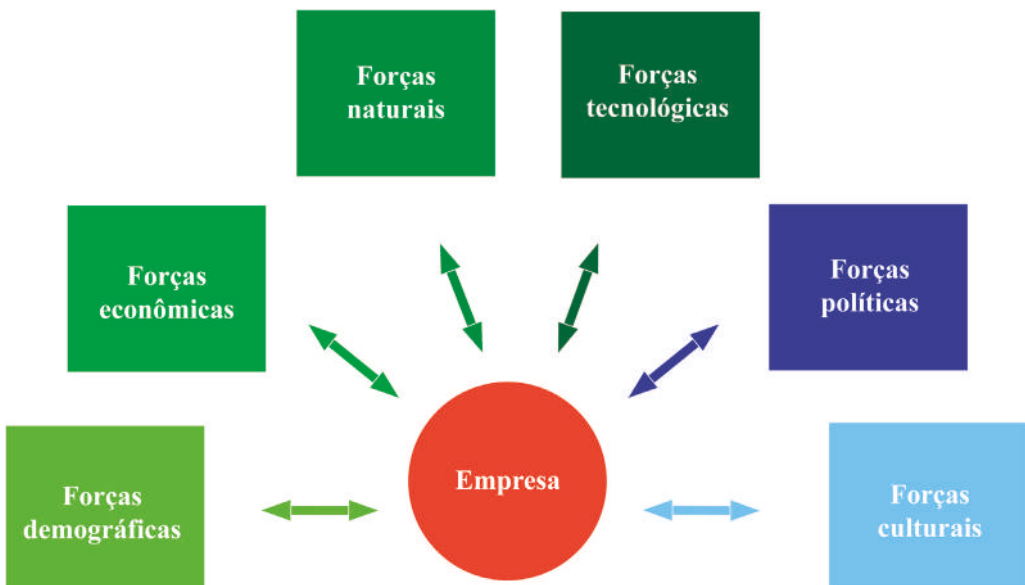 Forças
naturais
Forças
tecnológicas
Forças
econômicas
Forças
políticas
Forças
demográficas
Empresa
Forças
culturais